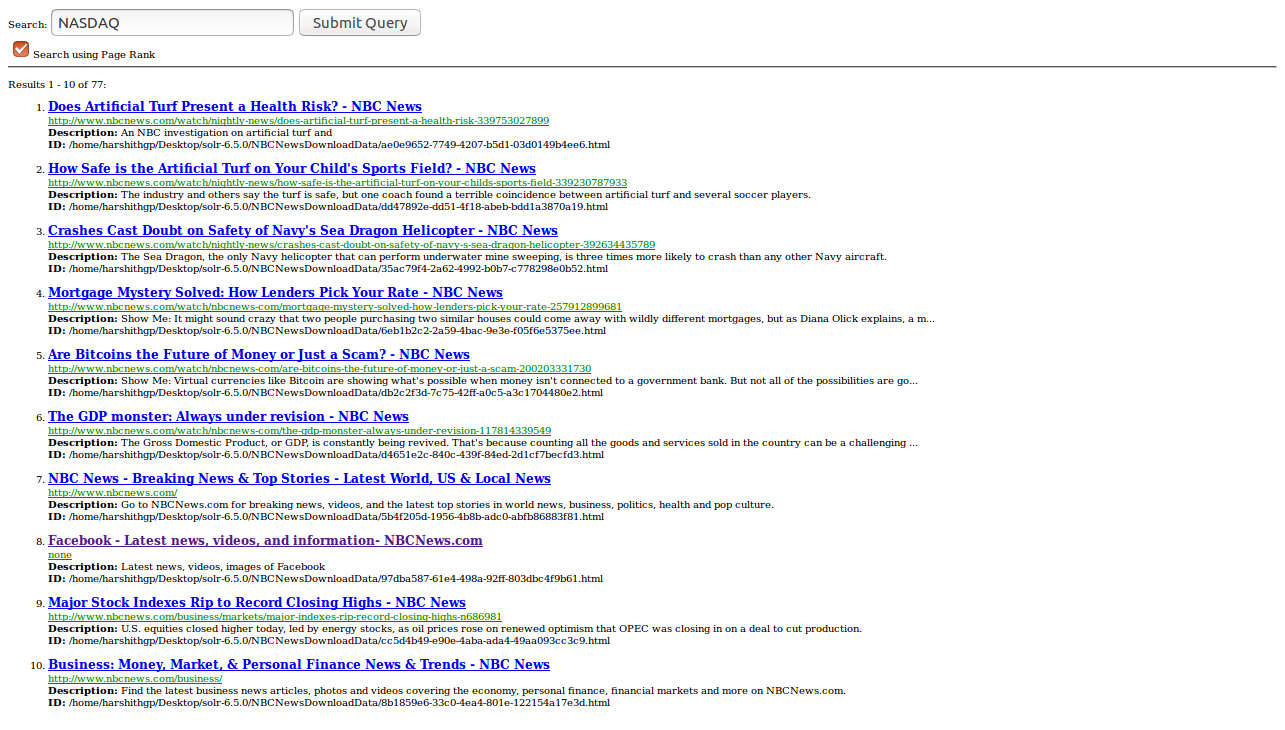 Search: NASDAQ Submit Query
Search using Page Rank
Results 1 - 10 of 77:
1. Does Artificial Turf Present a Health Risk? - NBC News
http://www.nbcnews.com/watch/nightly-news/does-artificial-turf-present-a-health-risk-339753027899
Description: An NBC investigation on artificial turf and
ID: /home/harshithgp/Desktop/solr-6.5.0/NBCNewsDownloadData/ae0e9652-7749-4207-b5d1-03d0149b4ee6.html
2. How Safe is the Artificial Turf on Your Child's Sports Field? - NBC News
http://www.nbcnews.com/watch/nightly-news/how-safe-is-the-artificial-turf-on-your-childs-sports-field-339230787933
Description: The industry and others say the turf is safe, but one coach found a terrible coincidence between artificial turf and several soccer players.
ID: /home/harshithgp/Desktop/solr-6.5.0/NBCNewsDownloadData/dd47892e-dd51-4f18-abeb-bdd1a3870a19.html
3. Crashes Cast Doubt on Safety of Navy's Sea Dragon Helicopter - NBC News
http://www.nbcnews.com/watch/nightly-news/crashes-cast-doubt-on-safety-of-navy-s-sea-dragon-helicopter-392634435789
Description: The Sea Dragon, the only Navy helicopter that can perform underwater mine sweeping, is three times more likely to crash than any other Navy aircraft.
ID: /home/harshithgp/Desktop/solr-6.5.0/NBCNewsDownloadData/35ac79f4-2a62-4992-b0b7-c778298e0b52.html
4. Mortgage Mystery Solved: How Lenders Pick Your Rate - NBC News
http://www.nbcnews.com/watch/nbcnews-com/mortgage-mystery-solved-how-lenders-pick-your-rate-257912899681
Description: Show Me: It might sound crazy that two people purchasing two similar houses could come away with wildly different mortgages, but as Diana Olick explains, a m...
ID: /home/harshithgp/Desktop/solr-6.5.0/NBCNewsDownloadData/6eb1b2c2-2a59-4bac-9e3e-f05f6e5375ee.html
5. Are Bitcoins the Future of Money or Just a Scam? - NBC News
http://www.nbcnews.com/watch/nbcnews-com/are-bitcoins-the-future-of-money-or-just-a-scam-200203331730
Description: Show Me: Virtual currencies like Bitcoin are showing what's possible when money isn't connected to a government bank. But not all of the possibilities are go...
ID: /home/harshithgp/Desktop/solr-6.5.0/NBCNewsDownloadData/db2c2f3d-7c75-42ff-a0c5-a3c1704480e2.html
6. The GDP monster: Always under revision - NBC News
http://www.nbcnews.com/watch/nbcnews-com/the-gdp-monster-always-under-revision-117814339549
Description: The Gross Domestic Product, or GDP, is constantly being revived. That's because counting all the goods and services sold in the country can be a challenging ...
ID: /home/harshithgp/Desktop/solr-6.5.0/NBCNewsDownloadData/d4651e2c-840c-439f-84ed-2d1cf7becfd3.html
7. NBC News - Breaking News & Top Stories - Latest World, US & Local News
http://www.nbcnews.com/
Description: Go to NBCNews.com for breaking news, videos, and the latest top stories in world news, business, politics, health and pop culture.
ID: /home/harshithgp/Desktop/solr-6.5.0/NBCNewsDownloadData/5b4f205d-1956-4b8b-adc0-abfb86883f81.html
8. Facebook - Latest news, videos, and information- NBCNews.com
none
Description: Latest news, videos, images of Facebook
ID: /home/harshithgp/Desktop/solr-6.5.0/NBCNewsDownloadData/97dba587-61e4-498a-92ff-803dbc4f9b61.html
9. Major Stock Indexes Rip to Record Closing Highs - NBC News
http://www.nbcnews.com/business/markets/major-indexes-rip-record-closing-highs-n686981
Description: U.S. equities closed higher today, led by energy stocks, as oil prices rose on renewed optimism that OPEC was closing in on a deal to cut production.
ID: /home/harshithgp/Desktop/solr-6.5.0/NBCNewsDownloadData/cc5d4b49-e90e-4aba-ada4-49aa093cc3c9.html
10. Business: Money, Market, & Personal Finance News & Trends - NBC News
http://www.nbcnews.com/business/
Description: Find the latest business news articles, photos and videos covering the economy, personal finance, financial markets and more on NBCNews.com.
ID: /home/harshithgp/Desktop/solr-6.5.0/NBCNewsDownloadData/8b1859e6-33c0-4ea4-801e-122154a17e3d.html